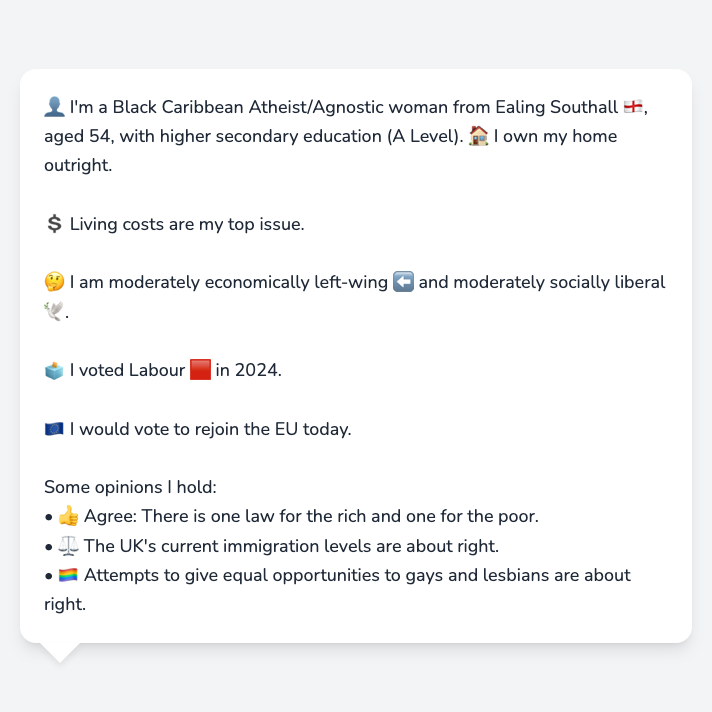 👤 I'm a Black Caribbean Atheist/Agnostic woman from Ealing Southall 🏴󠁧󠁢󠁥󠁮󠁧󠁿,
aged 54, with higher secondary education (A Level). 🏠 I own my home
outright.
💲 Living costs are my top issue.
🤔 I am moderately economically left-wing ⬅️ and moderately socially liberal
🕊️.
🗳️ I voted Labour 🟥 in 2024.
🇪🇺 I would vote to rejoin the EU today.
Some opinions I hold:
• 👍 Agree: There is one law for the rich and one for the poor.
• ⚖️ The UK's current immigration levels are about right.
• 🏳️‍🌈 Attempts to give equal opportunities to gays and lesbians are about
right.